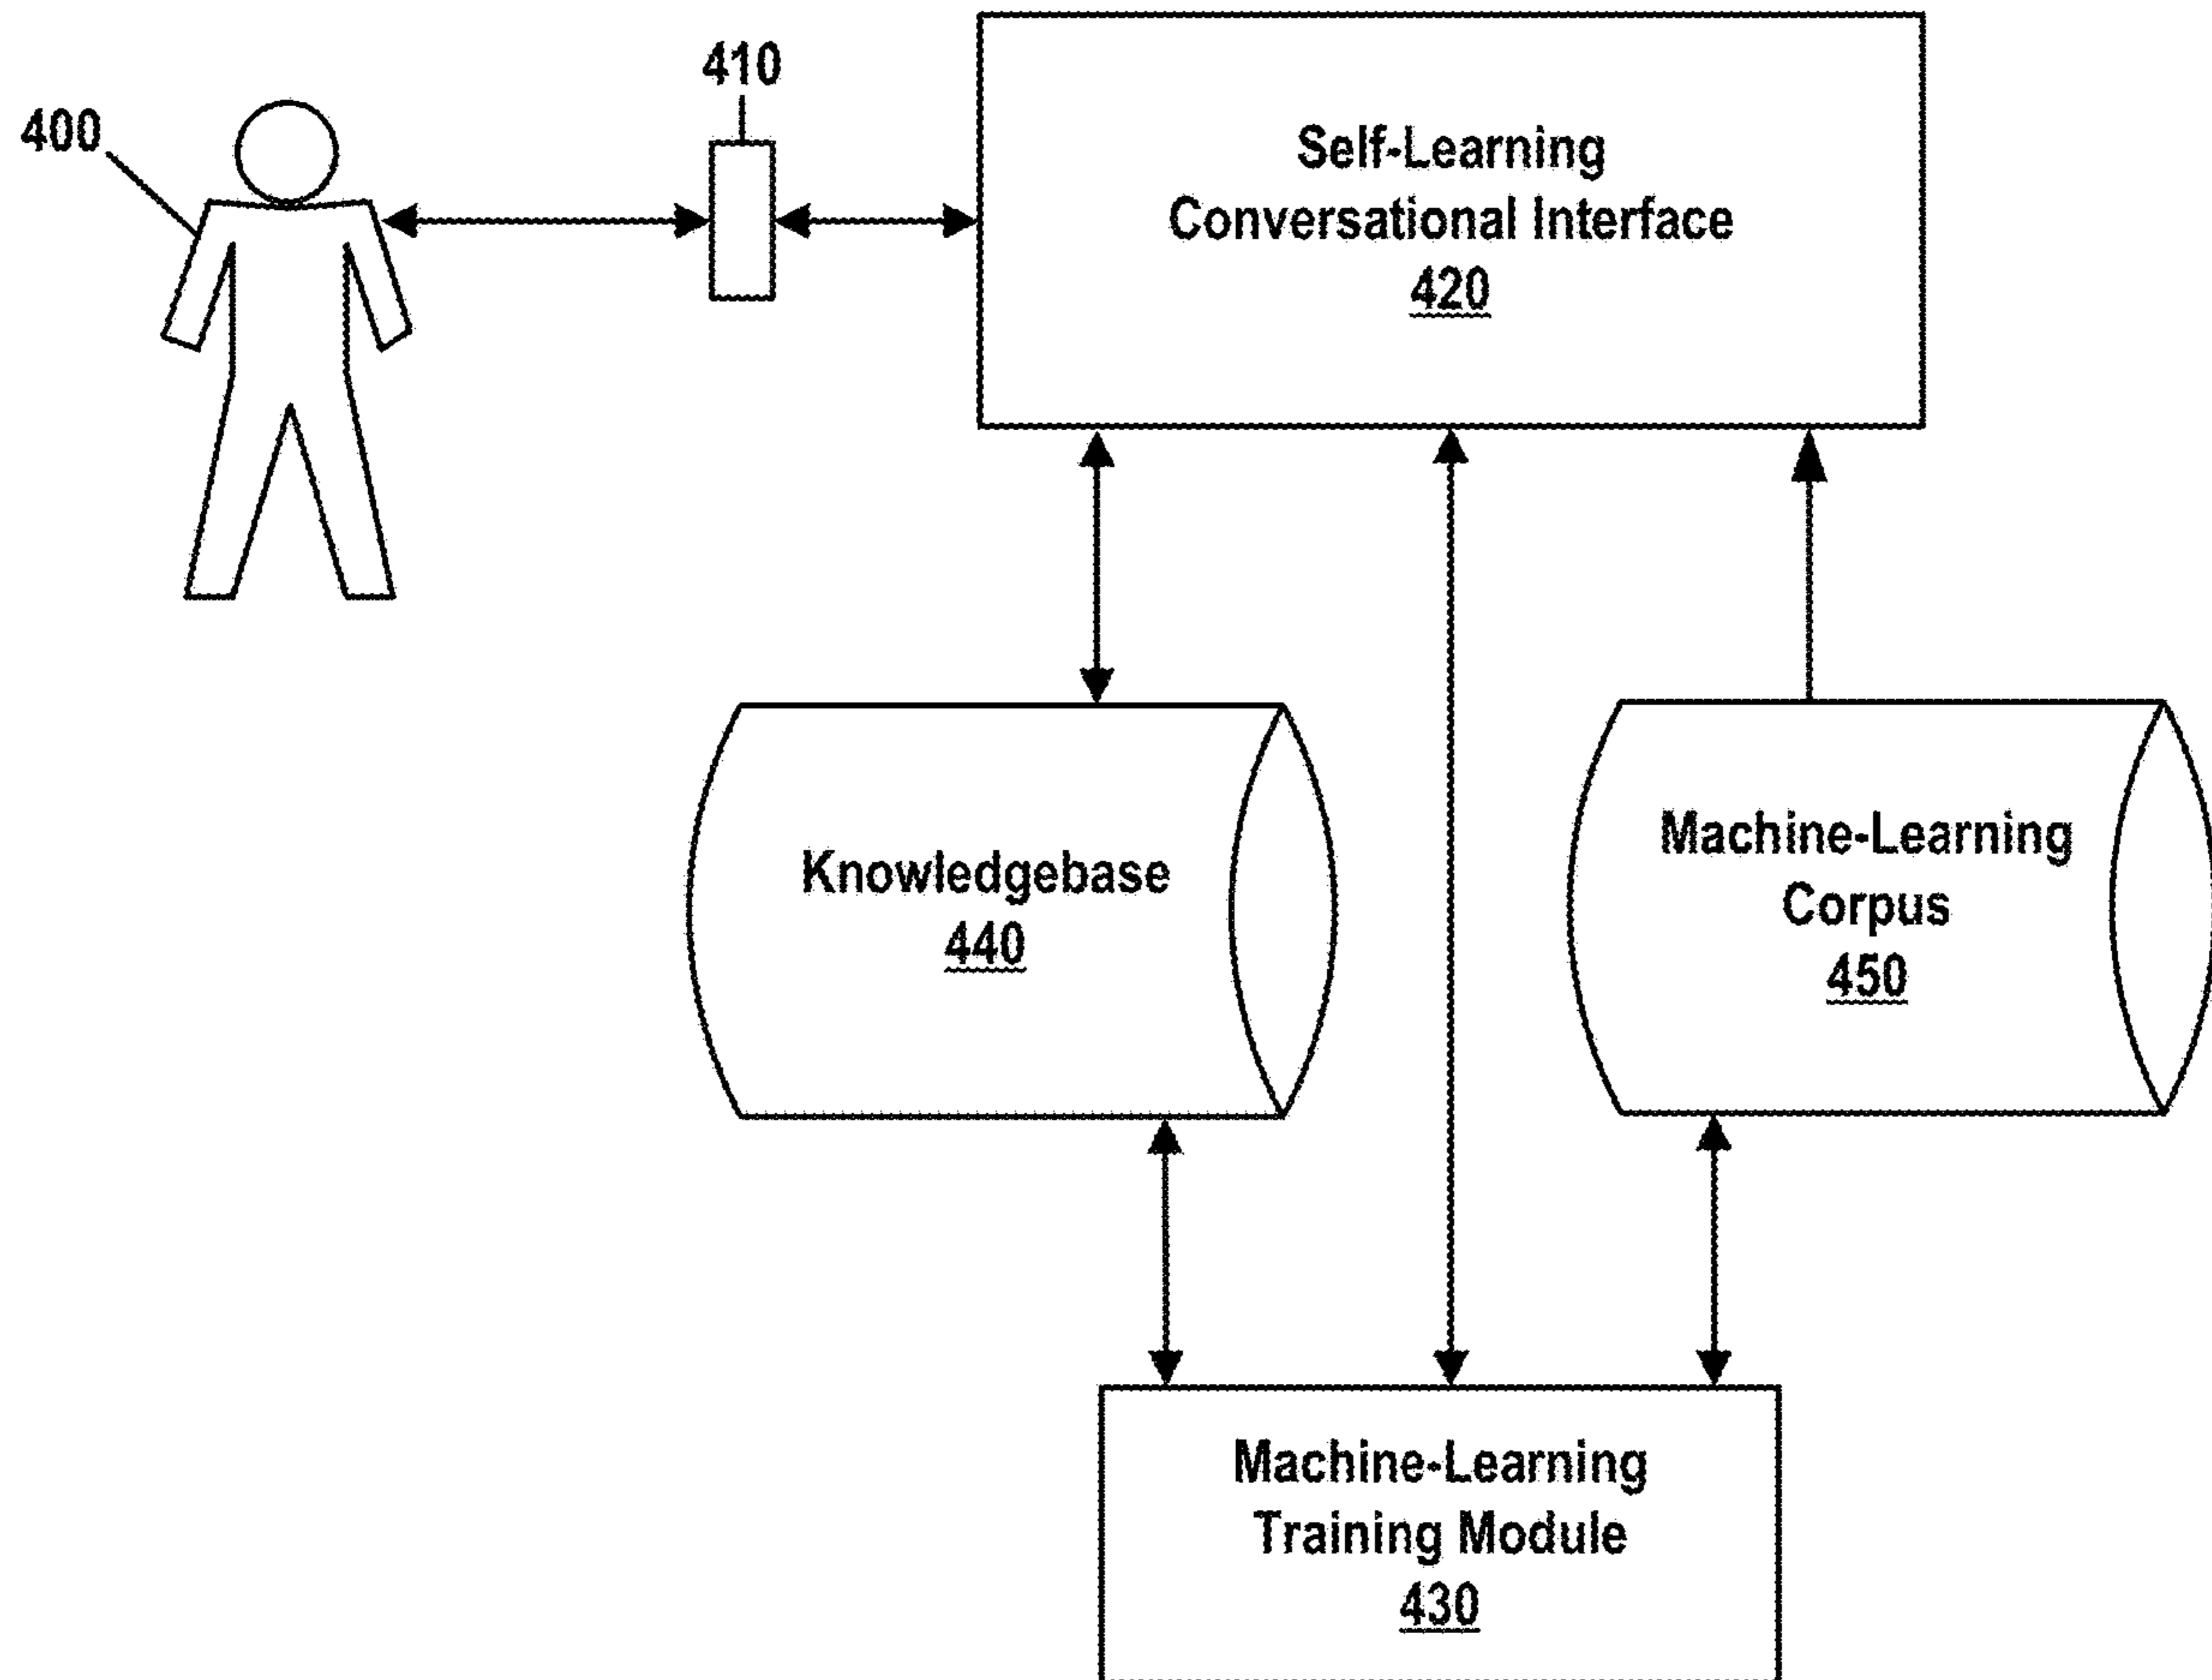 400
410
Self-Learning
Conversational Interface
420
Knowledgebase
440
Machine-Learning
Corpus
450
Machine-Learning
Training Module
430